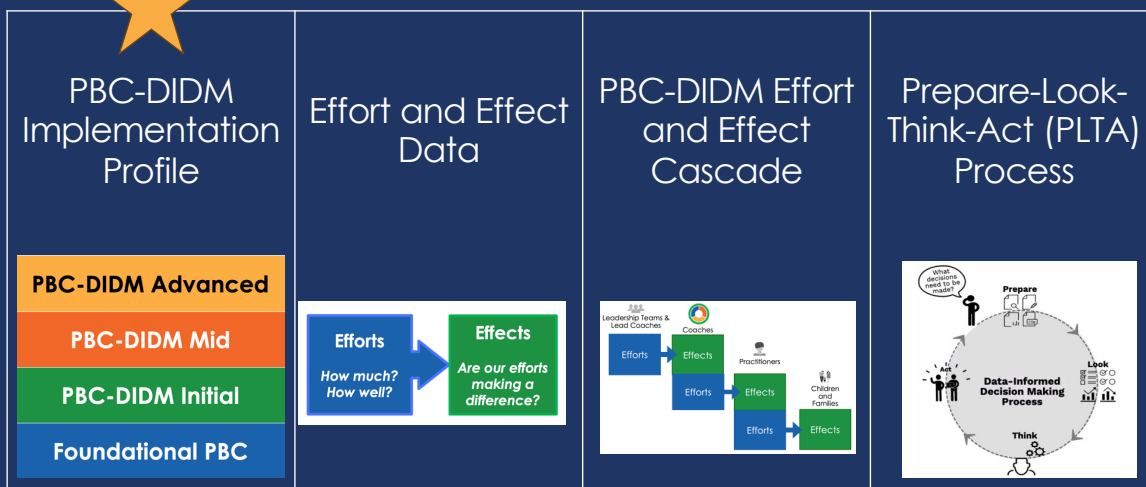 PBC-DIDM
Implementation
Profile
PBC-DIDM Advanced
PBC-DIDM Mid
PBC-DIDM Initial
Foundational PBC
Effort and Effect
Data
Efforts
How much?
How well?
Effects
Are our efforts
making a
difference?
PBC-DIDM Effort
and Effect
Cascade
Leadership Teams &
Lead Coaches
Coaches
Efforts
Effects
Practitioners
Efforts
Effects
Children
and
Families
Efforts
Effects
Prepare-Look-
Think-Act (PLTA)
Process
What
decisions
need to be
made?
Prepare
Look
Act
Data-Informed
Decision Making
Process
Think